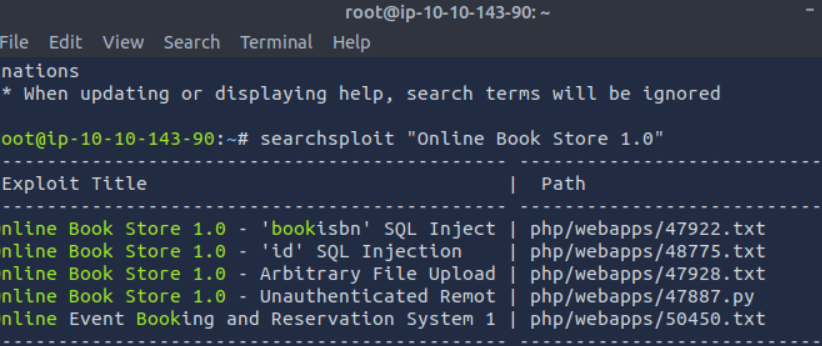 root@ip-10-10-143-90: ~
File Edit View Search Terminal Help
nations
* When updating or displaying help, search terms will be ignored
oot@ip-10-10-143-90:~# searchsploit "Online Book Store 1.0"
----------------------------------------------- ---------------------------
Exploit Title | Path
----------------------------------------------- ---------------------------
nline Book Store 1.0 - 'bookisbn' SQL Inject | php/webapps/47922.txt
nline Book Store 1.0 - 'id' SQL Injection | php/webapps/48775.txt
nline Book Store 1.0 - Arbitrary File Upload | php/webapps/47928.txt
nline Book Store 1.0 - Unauthenticated Remot | php/webapps/47887.py
nline Event Booking and Reservation System 1 | php/webapps/50450.txt
----------------------------------------------- ---------------------------